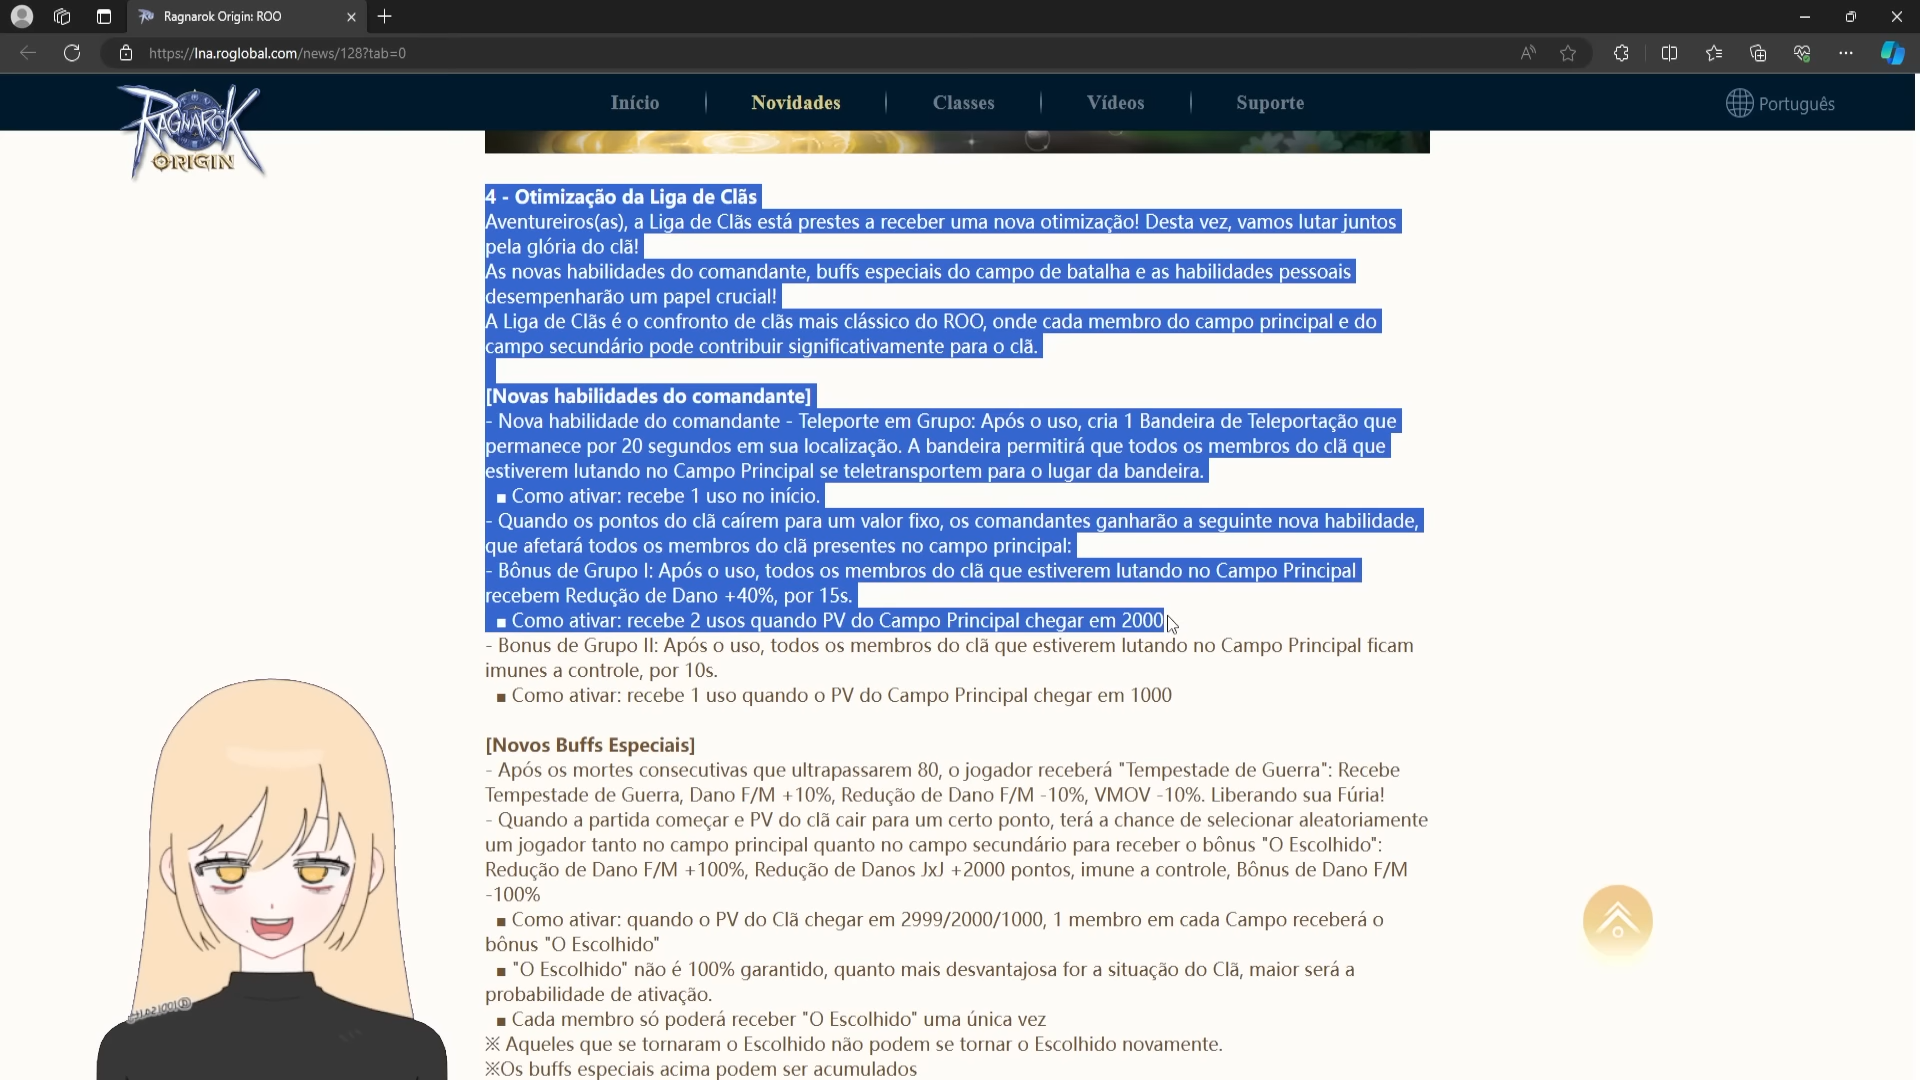 Ragnarok Origin: ROO
https://lna.roglobal.com/news/128?tab=0
RAGNAROK
ORIGIN
Início
Novidades
Classes
Vídeos
Suporte
Português
4 - Otimização da Liga de Clãs
Aventureiros(as), a Liga de Clãs está prestes a receber uma nova otimização! Desta vez, vamos lutar juntos
pela glória do clã!
As novas habilidades do comandante, buffs especiais do campo de batalha e as habilidades pessoais
desempenharão um papel crucial!
A Liga de Clãs é o confronto de clãs mais clássico do ROO, onde cada membro do campo principal e do
campo secundário pode contribuir significativamente para o clã.
[Novas habilidades do comandante]
- Nova habilidade do comandante - Teleporte em Grupo: Após o uso, cria 1 Bandeira de Teleportação que
permanece por 20 segundos em sua localização. A bandeira permitirá que todos os membros do clã que
estiverem lutando no Campo Principal se teletransportem para o lugar da bandeira.
■ Como ativar: recebe 1 uso no início.
- Quando os pontos do clã caírem para um valor fixo, os comandantes ganharão a seguinte nova habilidade,
que afetará todos os membros do clã presentes no campo principal:
- Bônus de Grupo I: Após o uso, todos os membros do clã que estiverem lutando no Campo Principal
recebem Redução de Dano +40%, por 15s.
■ Como ativar: recebe 2 usos quando PV do Campo Principal chegar em 2000
- Bonus de Grupo II: Após o uso, todos os membros do clã que estiverem lutando no Campo Principal ficam
imunes a controle, por 10s.
■ Como ativar: recebe 1 uso quando o PV do Campo Principal chegar em 1000
[Novos Buffs Especiais]
- Após os mortes consecutivas que ultrapassarem 80, o jogador receberá "Tempestade de Guerra": Recebe
Tempestade de Guerra, Dano F/M +10%, Redução de Dano F/M -10%, VMOV -10%. Liberando sua Fúria!
- Quando a partida começar e PV do clã cair para um certo ponto, terá a chance de selecionar aleatoriamente
um jogador tanto no campo principal quanto no campo secundário para receber o bônus "O Escolhido":
Redução de Dano F/M +100%, Redução de Danos JxJ +2000 pontos, imune a controle, Bônus de Dano F/M
-100%
■ Como ativar: quando o PV do Clã chegar em 2999/2000/1000, 1 membro em cada Campo receberá o
bônus "O Escolhido"
■ "O Escolhido" não é 100% garantido, quanto mais desvantajosa for a situação do Clã, maior será a
probabilidade de ativação.
■ Cada membro só poderá receber "O Escolhido" uma única vez
※ Aqueles que se tornaram o Escolhido não podem se tornar o Escolhido novamente.
※Os buffs especiais acima podem ser acumulados